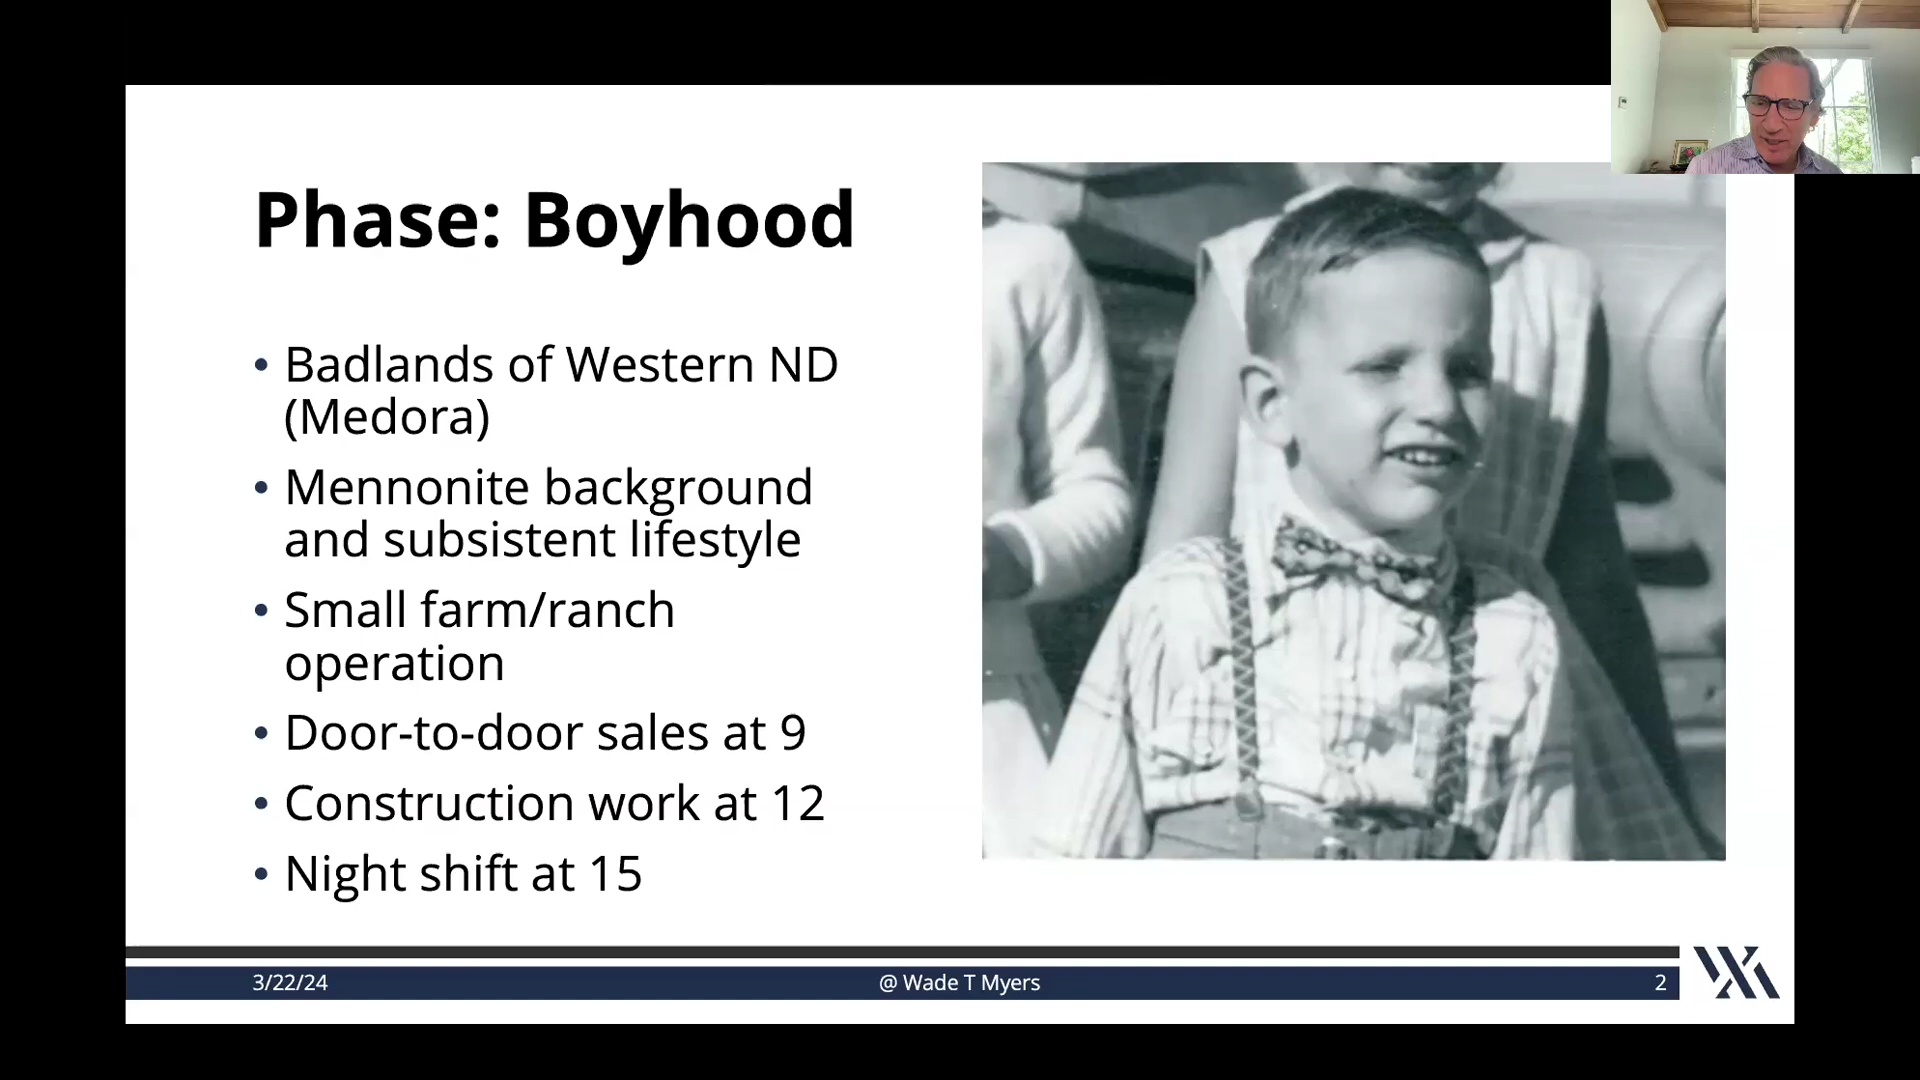 Phase: Boyhood
• Badlands of Western ND
(Medora)
• Mennonite background
and subsistent lifestyle
• Small farm/ranch
operation
• Door-to-door sales at 9
• Construction work at 12
• Night shift at 15
3/22/24
@ Wade T Myers
2